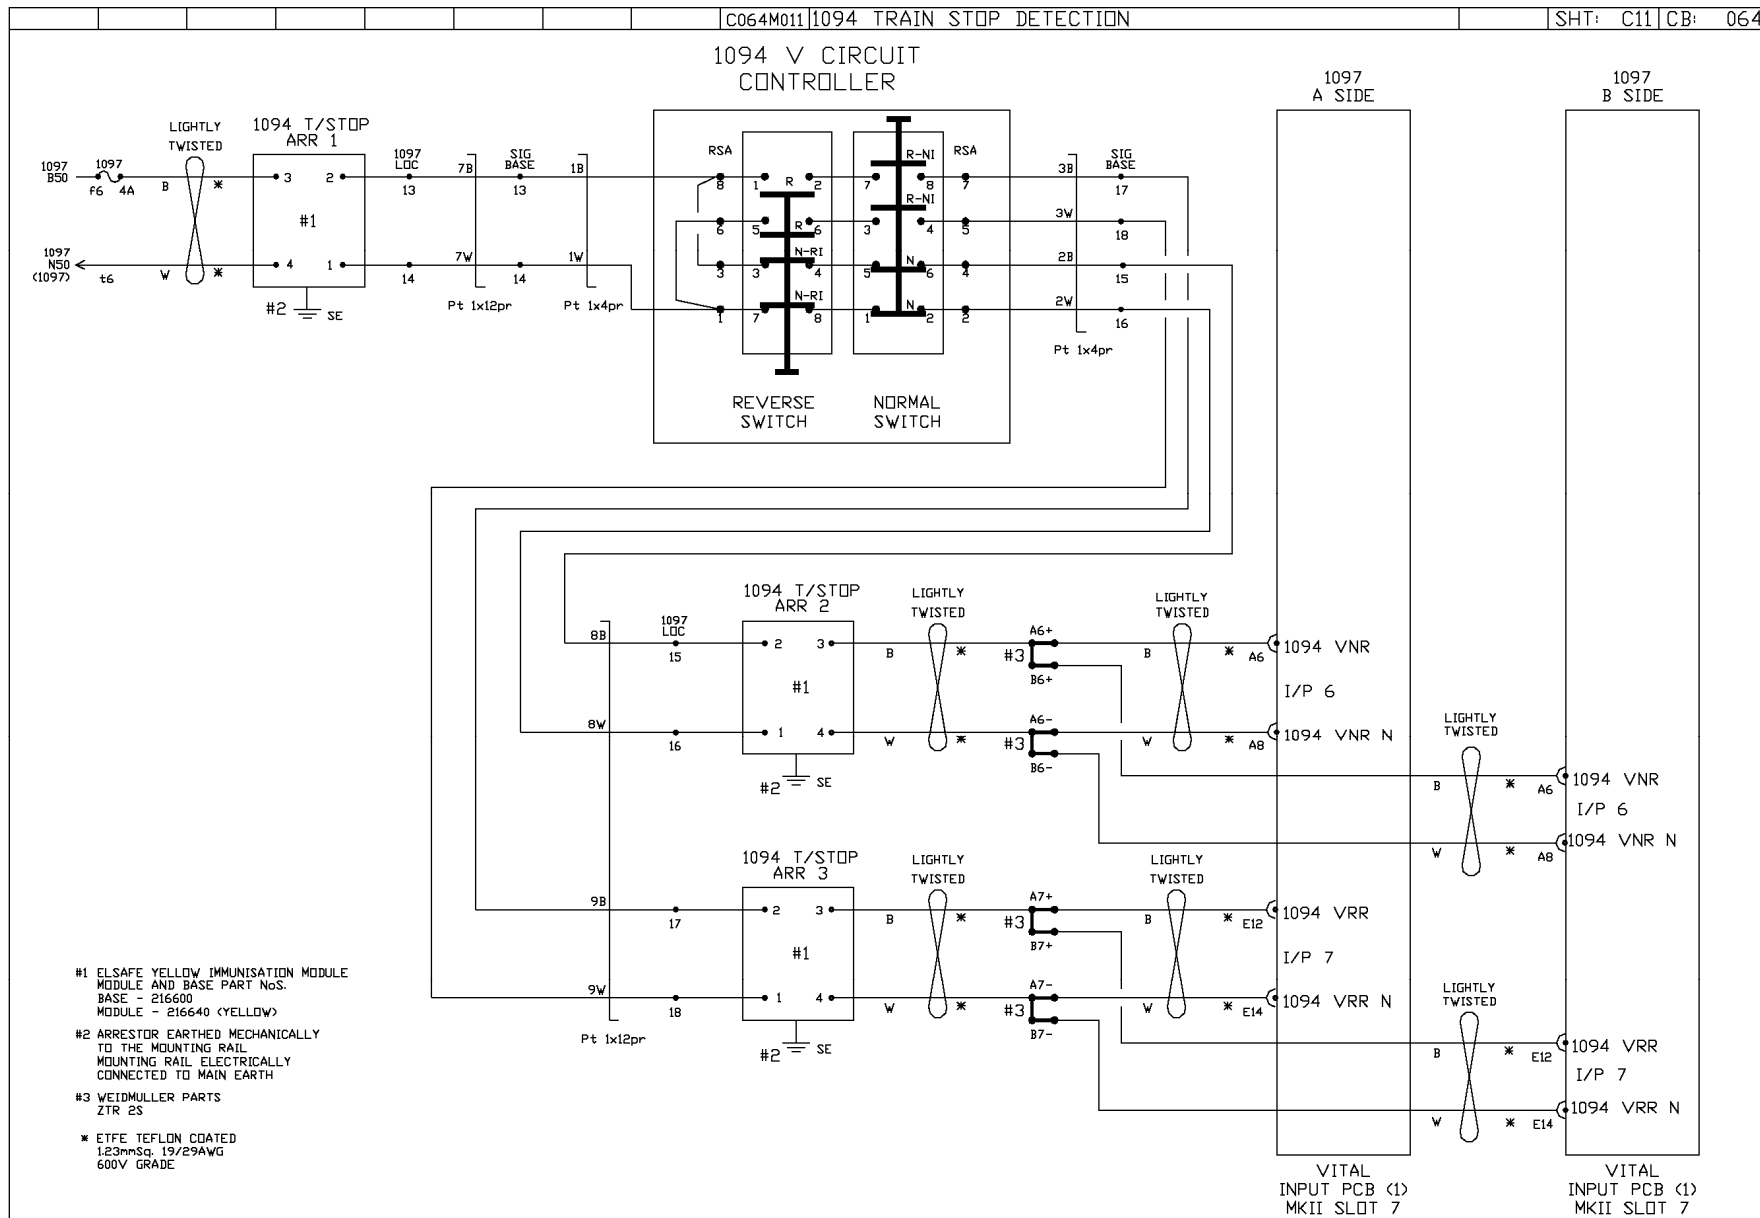 C064M011 1094 TRAIN STOP DETECTION SHT: C11 CB: 064
1094 V CIRCUIT
CONTROLLER
1097
A SIDE
1097
B SIDE
LIGHTLY
TWISTED
1094 T/STOP
ARR 1
1097
B50
1097
f6 4A
B
*
3
2
#1
1097
N50
(1097)
t6
W
*
4
1
#2
SE
1097
LOC
13
14
7B
7W
Pt 1x12pr
SIG
BASE
13
14
1B
1W
Pt 1x4pr
RSA
8
6
3
1
1
R
2
5
R
6
3
N-RI
4
7
N-RI
8
REVERSE
SWITCH
R-NI
7
8
R-NI
3
4
5
N
6
1
N
2
NORMAL
SWITCH
RSA
7
5
4
2
3B
3W
2B
2W
Pt 1x4pr
SIG
BASE
17
18
15
16
8B
8W
9B
9W
Pt 1x12pr
1097
LOC
15
16
17
18
1094 T/STOP
ARR 2
2
3
#1
1
4
#2
SE
LIGHTLY
TWISTED
B
*
W
*
A6+
#3
B6+
A6-
#3
B6-
LIGHTLY
TWISTED
B
*
A6
W
*
A8
1094 VNR
I/P 6
1094 VNR N
LIGHTLY
TWISTED
B
*
A6
W
*
A8
1094 VNR
I/P 6
1094 VNR N
1094 T/STOP
ARR 3
2
3
#1
1
4
#2
SE
LIGHTLY
TWISTED
B
*
W
*
A7+
#3
B7+
A7-
#3
B7-
LIGHTLY
TWISTED
B
*
E12
W
*
E14
1094 VRR
I/P 7
1094 VRR N
LIGHTLY
TWISTED
B
*
E12
W
*
E14
1094 VRR
I/P 7
1094 VRR N
#1 ELSAFE YELLOW IMMUNISATION MODULE
MODULE AND BASE PART NoS.
BASE - 216600
MODULE - 216640 (YELLOW)
#2 ARRESTOR EARTHED MECHANICALLY
TO THE MOUNTING RAIL
MOUNTING RAIL ELECTRICALLY
CONNECTED TO MAIN EARTH
#3 WEIDMULLER PARTS
ZTR 2S
* ETFE TEFLON COATED
1.23mmSq. 19/29AWG
600V GRADE
VITAL
INPUT PCB (1)
MKII SLOT 7
VITAL
INPUT PCB (1)
MKII SLOT 7